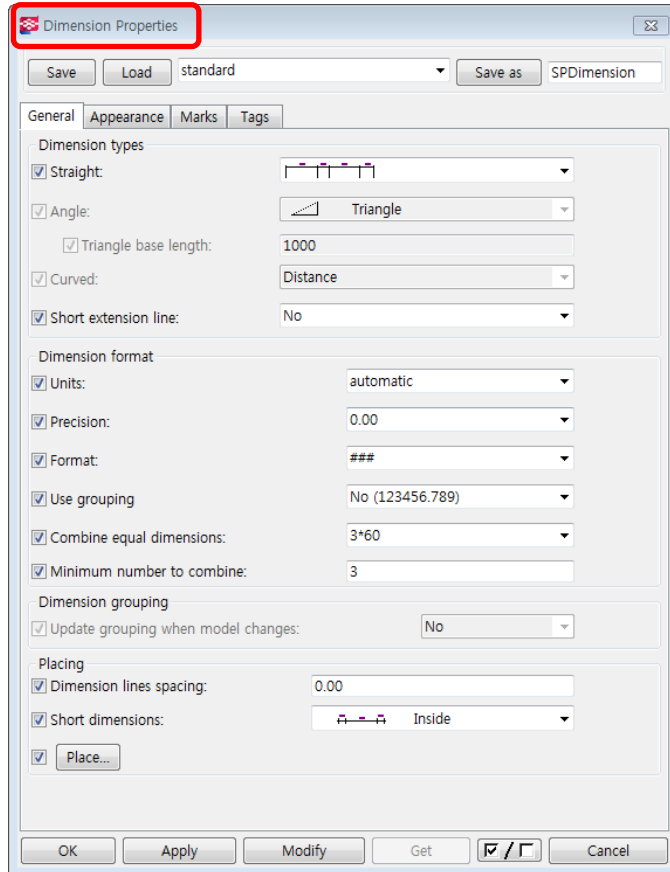 Dimension Properties
Save Load standard Save as SPDimension
General Appearance Marks Tags
Dimension types
Straight:
Angle: Triangle
Triangle base length: 1000
Curved: Distance
Short extension line: No
Dimension format
Units: automatic
Precision: 0.00
Format: ###
Use grouping No (123456.789)
Combine equal dimensions: 3*60
Minimum number to combine: 3
Dimension grouping
Update grouping when model changes: No
Placing
Dimension lines spacing: 0.00
Short dimensions: Inside
Place...
OK Apply Modify Get / Cancel